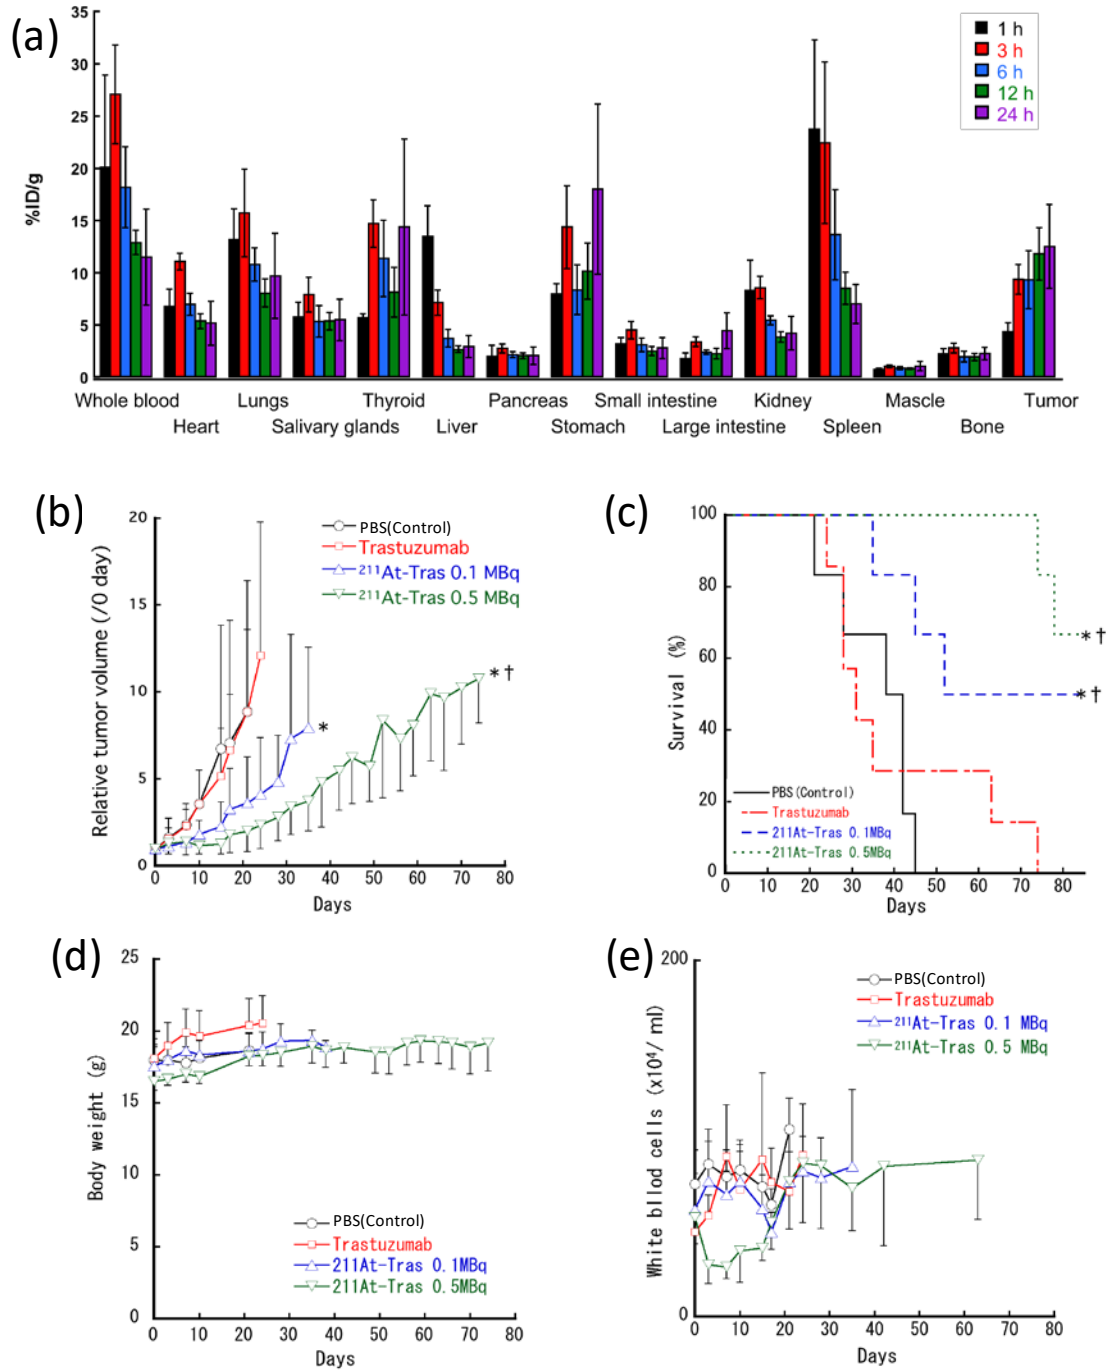 (a)
35
30
25
20
15
10
5
0
%ID/g
1 h
3 h
6 h
12 h
24 h
Whole blood
Heart
Lungs
Salivary glands
Thyroid
Liver
Pancreas
Stomach
Small intestine
Large intestine
Kidney
Spleen
Mascle
Bone
Tumor
(b)
20
15
10
5
0
Relative tumor volume (/0 day)
PBS(Control)
Trastuzumab
²¹¹At-Tras 0.1 MBq
²¹¹At-Tras 0.5 MBq
*
*†
0 10 20 30 40 50 60 70 80
Days
(c)
100
80
60
40
20
0
Survival (%)
*†
*†
PBS(Control)
Trastuzumab
211At-Tras 0.1MBq
211At-Tras 0.5MBq
0 10 20 30 40 50 60 70 80
Days
(d)
25
20
15
10
5
0
Body weight (g)
PBS(Control)
Trastuzumab
211At-Tras 0.1MBq
211At-Tras 0.5MBq
0 10 20 30 40 50 60 70 80
Days
(e)
200
0
White bllod cells (x10⁴/ ml)
PBS(Control)
Trastuzumab
²¹¹At-Tras 0.1 MBq
²¹¹At-Tras 0.5 MBq
0 10 20 30 40 50 60 70 80
Days